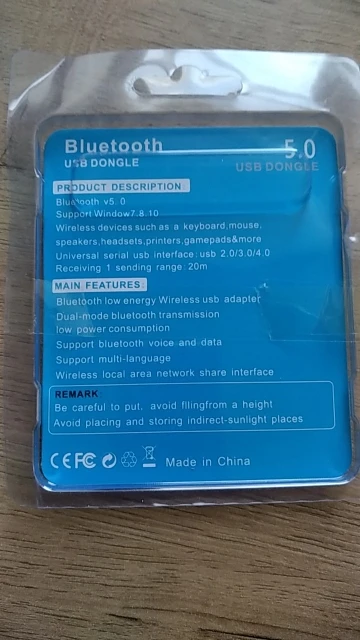 Bluetooth 5.0
USB DONGLE USB DONGLE
PRODUCT DESCRIPTION
Bluetooth v5.0
Support Window7.8.10
Wireless devices such as a keyboard,mouse,
speakers,headsets,printers,gamepads&more
Universal serial usb interface: usb 2.0/3.0/4.0
Receiving 1 sending range: 20m
MAIN FEATURES:
Bluetooth low energy Wireless usb adapter
Dual-mode bluetooth transmission
low power consumption
Support bluetooth voice and data
Support multi-language
Wireless local area network share interface
REMARK:
Be careful to put. avoid fllingfrom a height
Avoid placing and storing indirect-sunlight places
CE FC Made in China